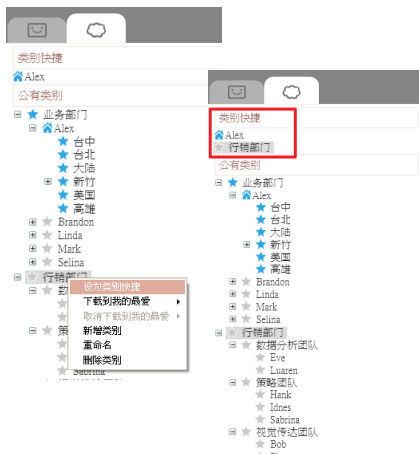 类别快捷
Alex
公有类别
业务部门
Alex
台中
台北
大陆
新竹
美国
高雄
Brandon
Linda
Mark
Selina
行销部门
数
策
Sabrina
设为类别快捷
下载到我的最爱
取消下载到我的最爱
新增类别
重命名
删除类别
类别快捷
Alex
行销部门
公有类别
业务部门
Alex
台中
台北
大陆
新竹
美国
高雄
Brandon
Linda
Mark
Selina
行销部门
数据分析团队
Eve
Luaren
策略团队
Hank
Idnes
Sabrina
视觉传达团队
Bob